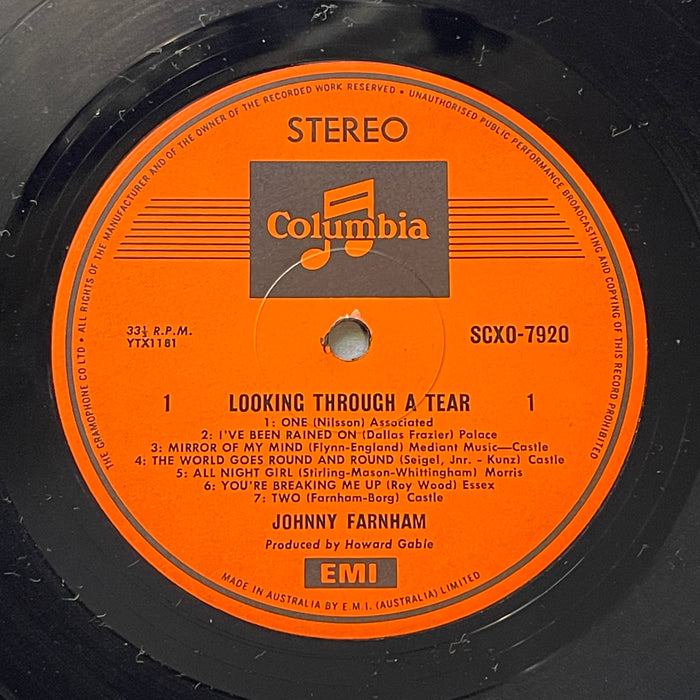 THE GRAMOPHONE CO LTD • ALL RIGHTS OF THE MANUFACTURER AND OF THE OWNER OF THE RECORDED WORK RESERVED • UNAUTHORISED PUBLIC PERFORMANCE BROADCASTING AND COPYING OF THIS RECORD PROHIBITED
STEREO
Columbia
33⅓ R.P.M.
YTX1181
SCXO-7920
1 LOOKING THROUGH A TEAR 1
1: ONE (Nilsson) Associated
2: I'VE BEEN RAINED ON (Dallas Frazier) Palace
3: MIRROR OF MY MIND (Flynn-England) Mediant Music—Castle
4: THE WORLD GOES ROUND AND ROUND (Seigel, Jnr. - Kunz) Castle
5: ALL NIGHT GIRL (Stirling-Mason-Whittingham) Morris
6: YOU'RE BREAKING ME UP (Roy Wood) Essex
7: TWO (Farnham-Borg) Castle
JOHNNY FARNHAM
Produced by Howard Gable
EMI
MADE IN AUSTRALIA BY E.M.I. (AUSTRALIA) LIMITED